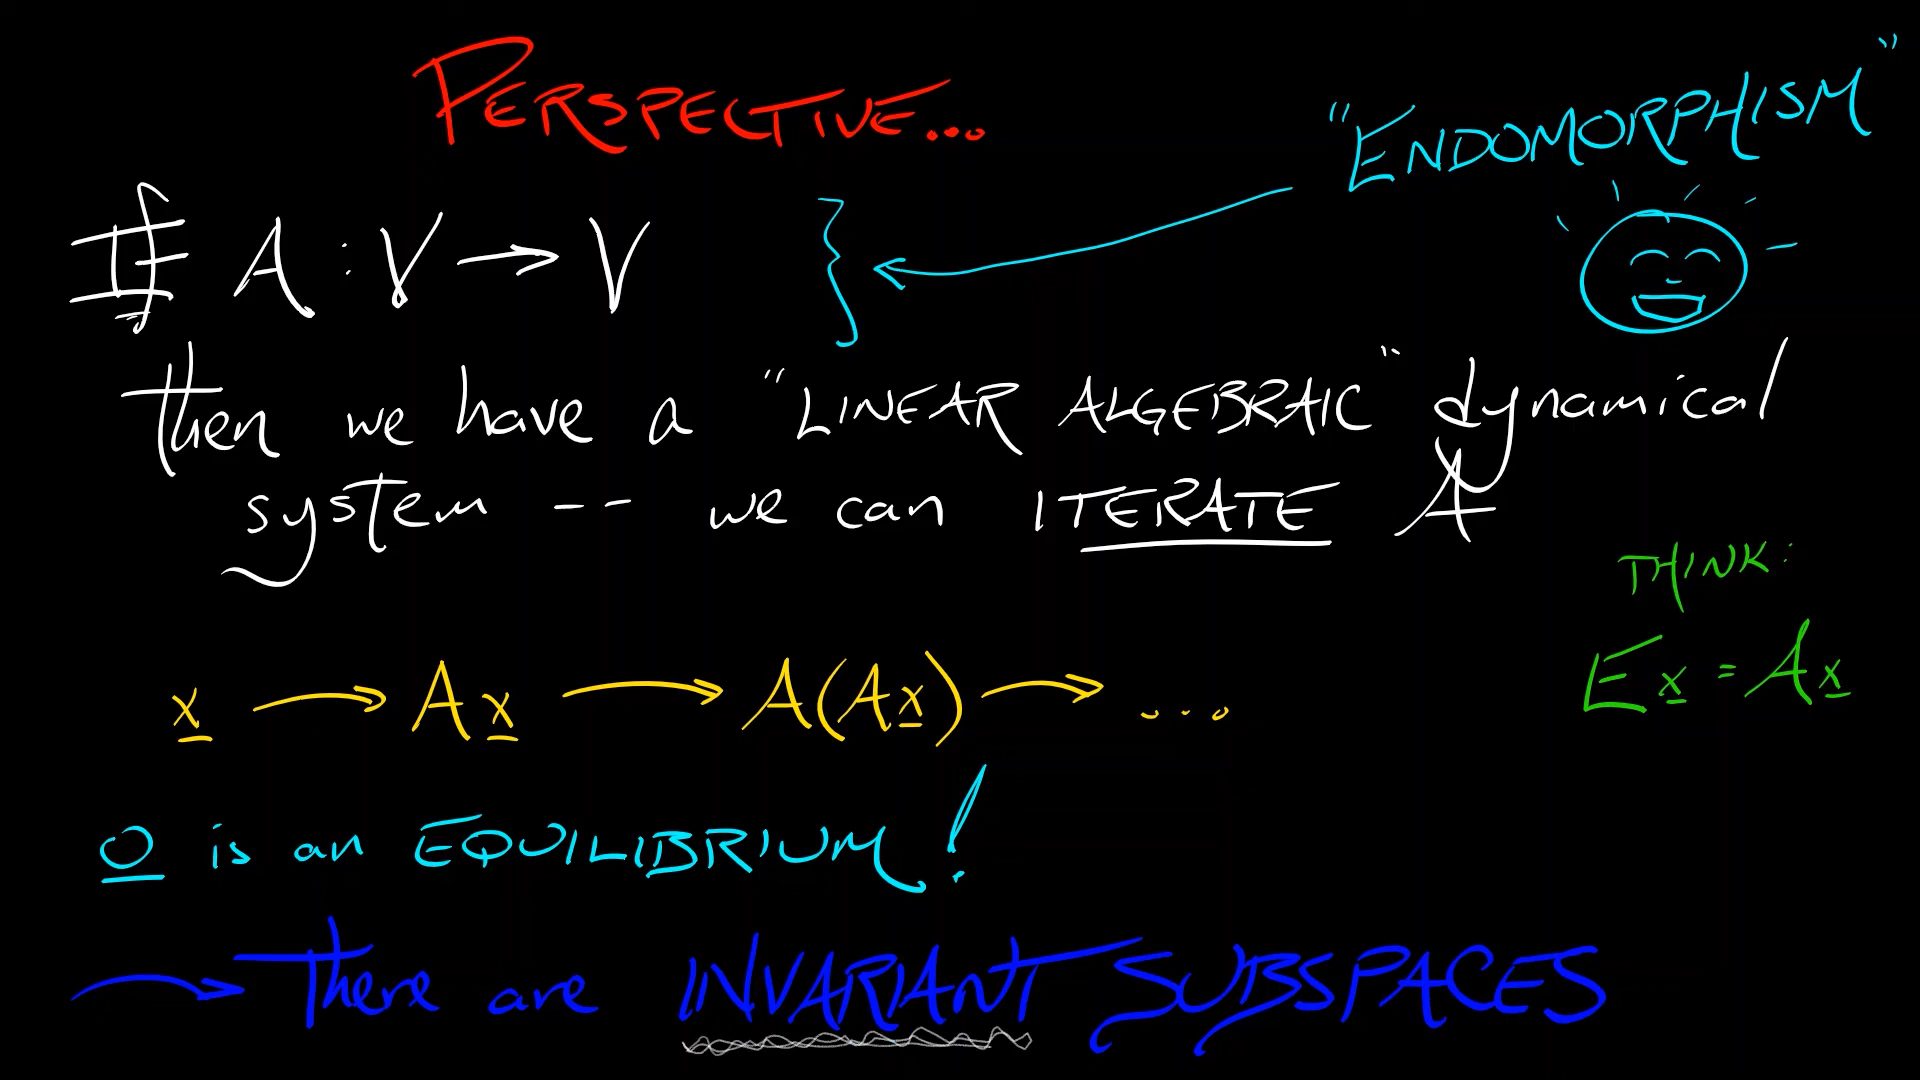 PERSPECTIVE...
"ENDOMORPHISM"
If A : V → V
then we have a "LINEAR ALGEBRAIC" dynamical
system -- we can ITERATE A
THINK:
Ex = Ax
x → Ax → A(Ax) → ...
0 is an EQUILIBRIUM!
→ There are INVARIANT SUBSPACES